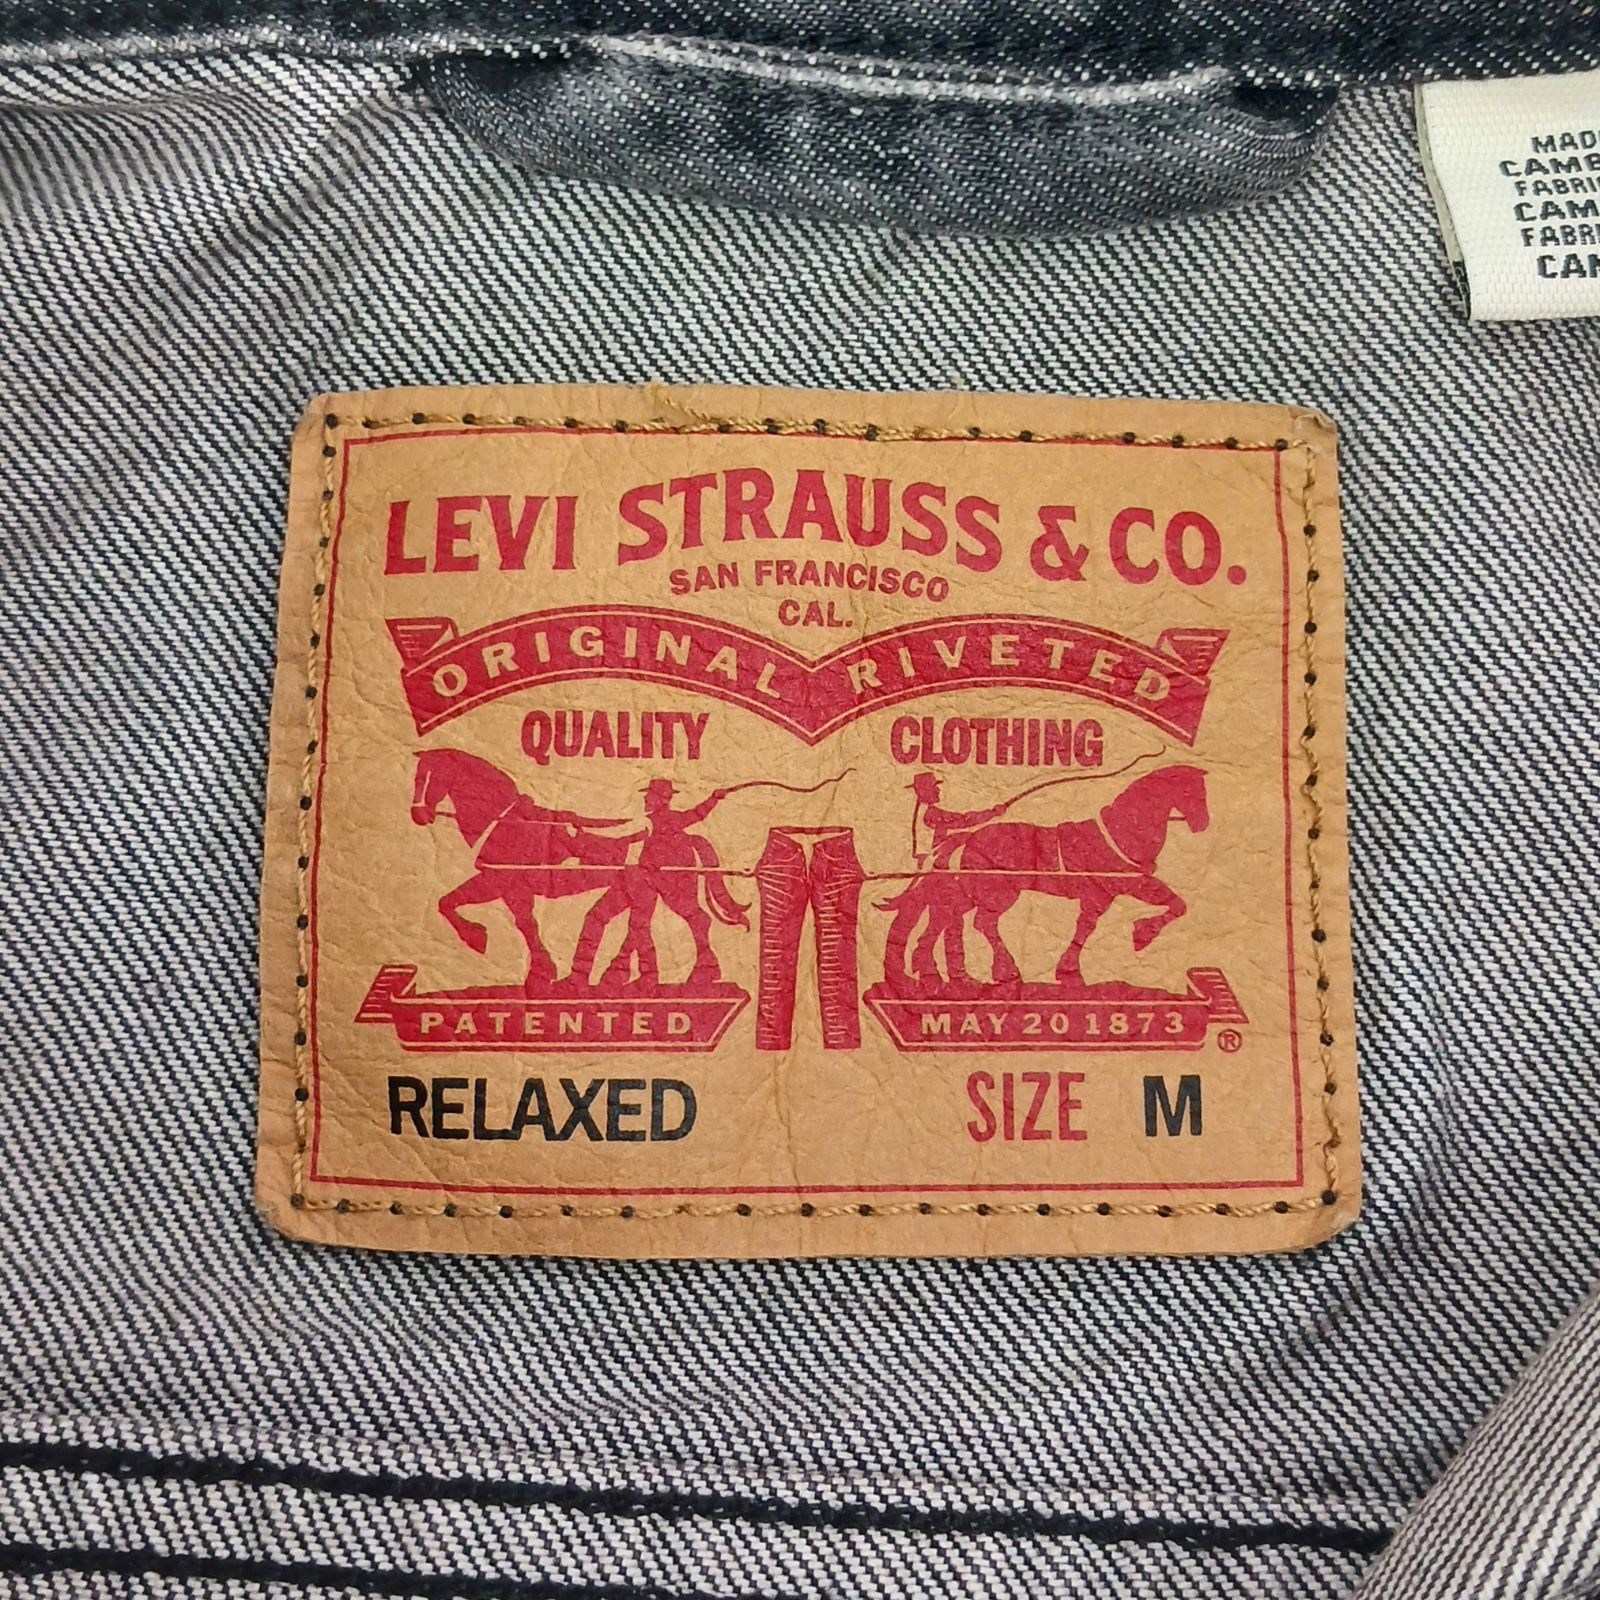 LEVI STRAUSS & CO.
SAN FRANCISCO
CAL.
ORIGINAL RIVETED
QUALITY CLOTHING
PATENTED MAY 20 1873 ®
RELAXED SIZE M